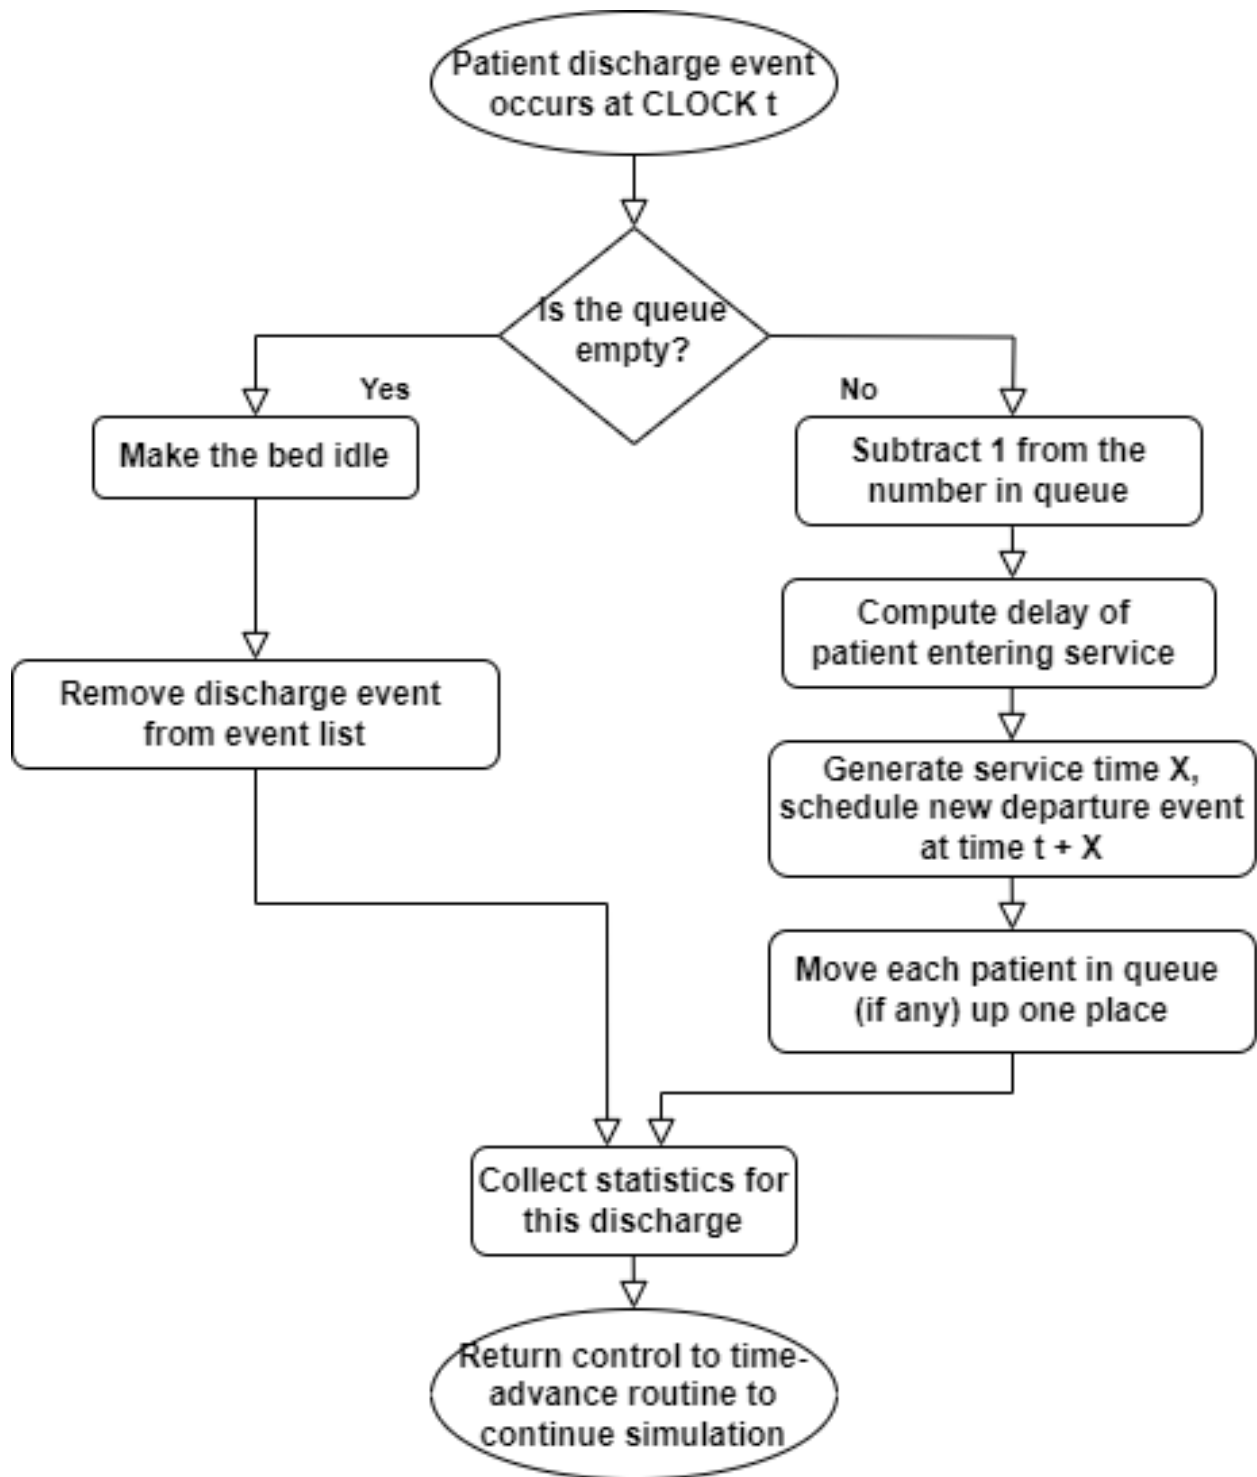 Patient discharge event
occurs at CLOCK t
Is the queue
empty?
Yes
No
Make the bed idle
Subtract 1 from the
number in queue
Compute delay of
patient entering service
Remove discharge event
from event list
Generate service time X,
schedule new departure event
at time t + X
Move each patient in queue
(if any) up one place
Collect statistics for
this discharge
Return control to time-
advance routine to
continue simulation